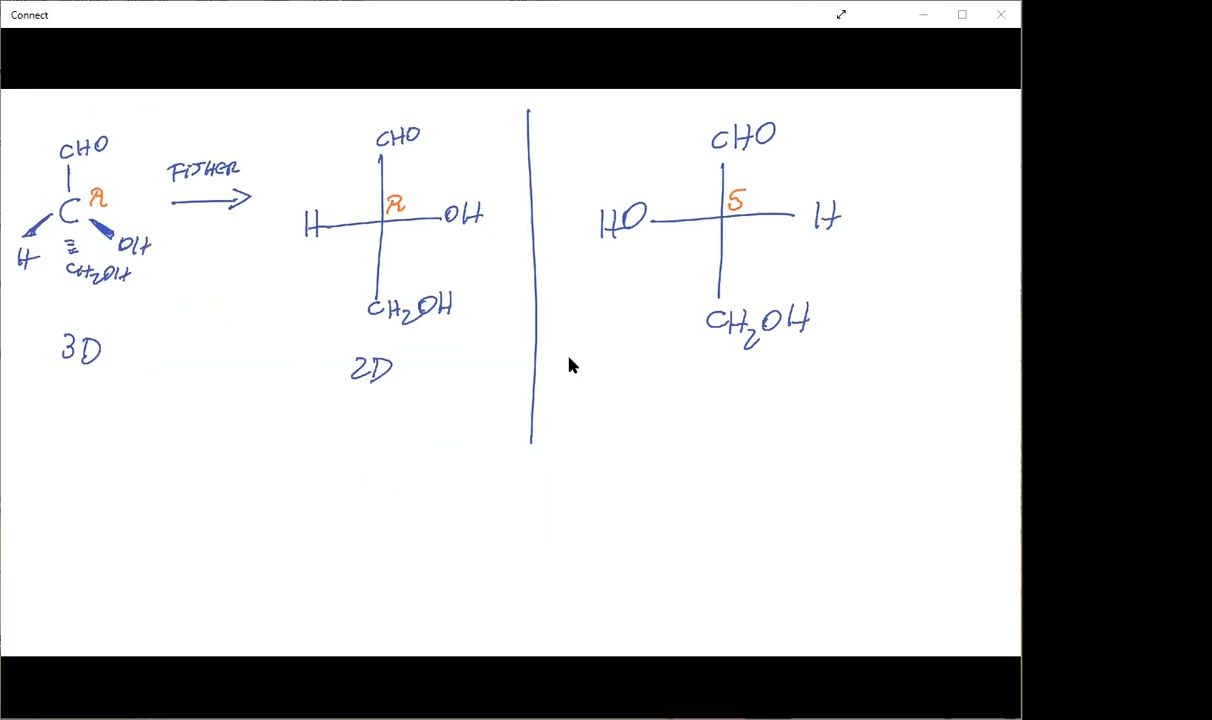 Connect
CHO
C R
H
OH
CH2OH
3D
FISHER
CHO
R
H OH
CH2OH
2D
CHO
S
HO H
CH2OH